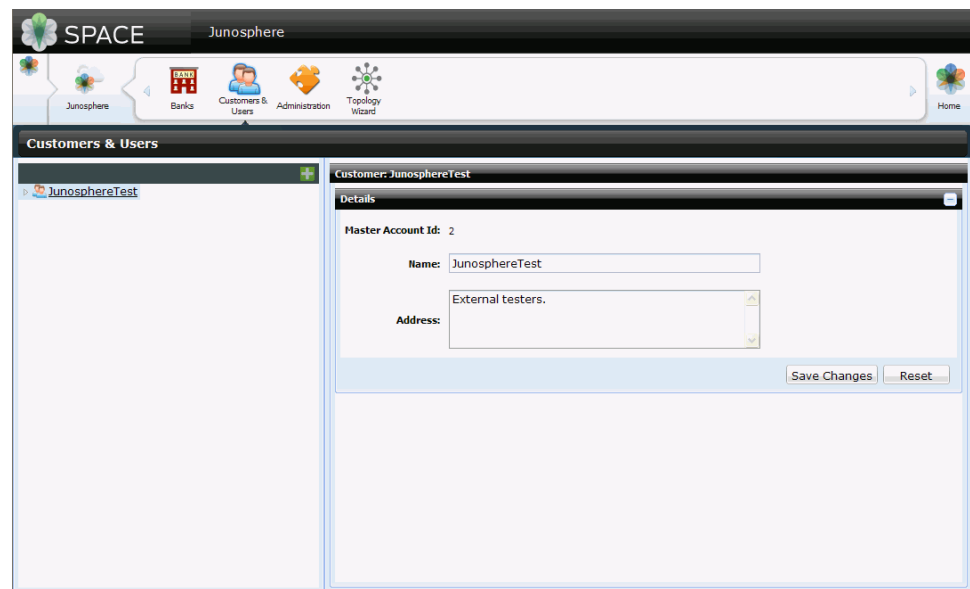 SPACE
Junosphere
Junosphere
BANK
Banks
Customers &
Users
Administration
Topology
Wizard
Home
Customers & Users
JunosphereTest
Customer: JunosphereTest
Details
Master Account Id: 2
Name: JunosphereTest
Address: External testers.
Save Changes
Reset